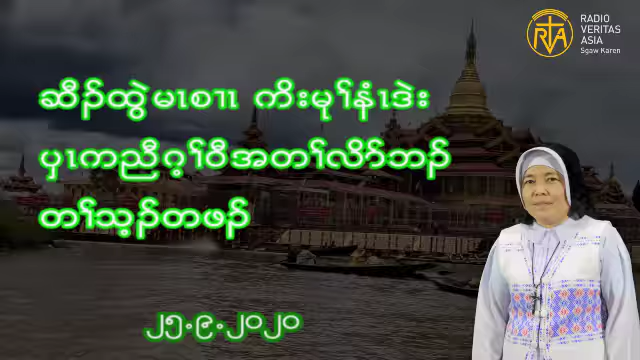 RADIO
VERITAS
ASIA
Sgaw Karen
RVA
ဆီၣ်ထွဲမၤစၢၤ ကိးမုၢ်နံၤဒဲး
ပှၤကညီဂ့ၢ်ဝီအတၢ်လိာ်ဘၣ်
တၢ်သ့ၣ်တဖၣ်
၂၅.၉.၂၀၂၀